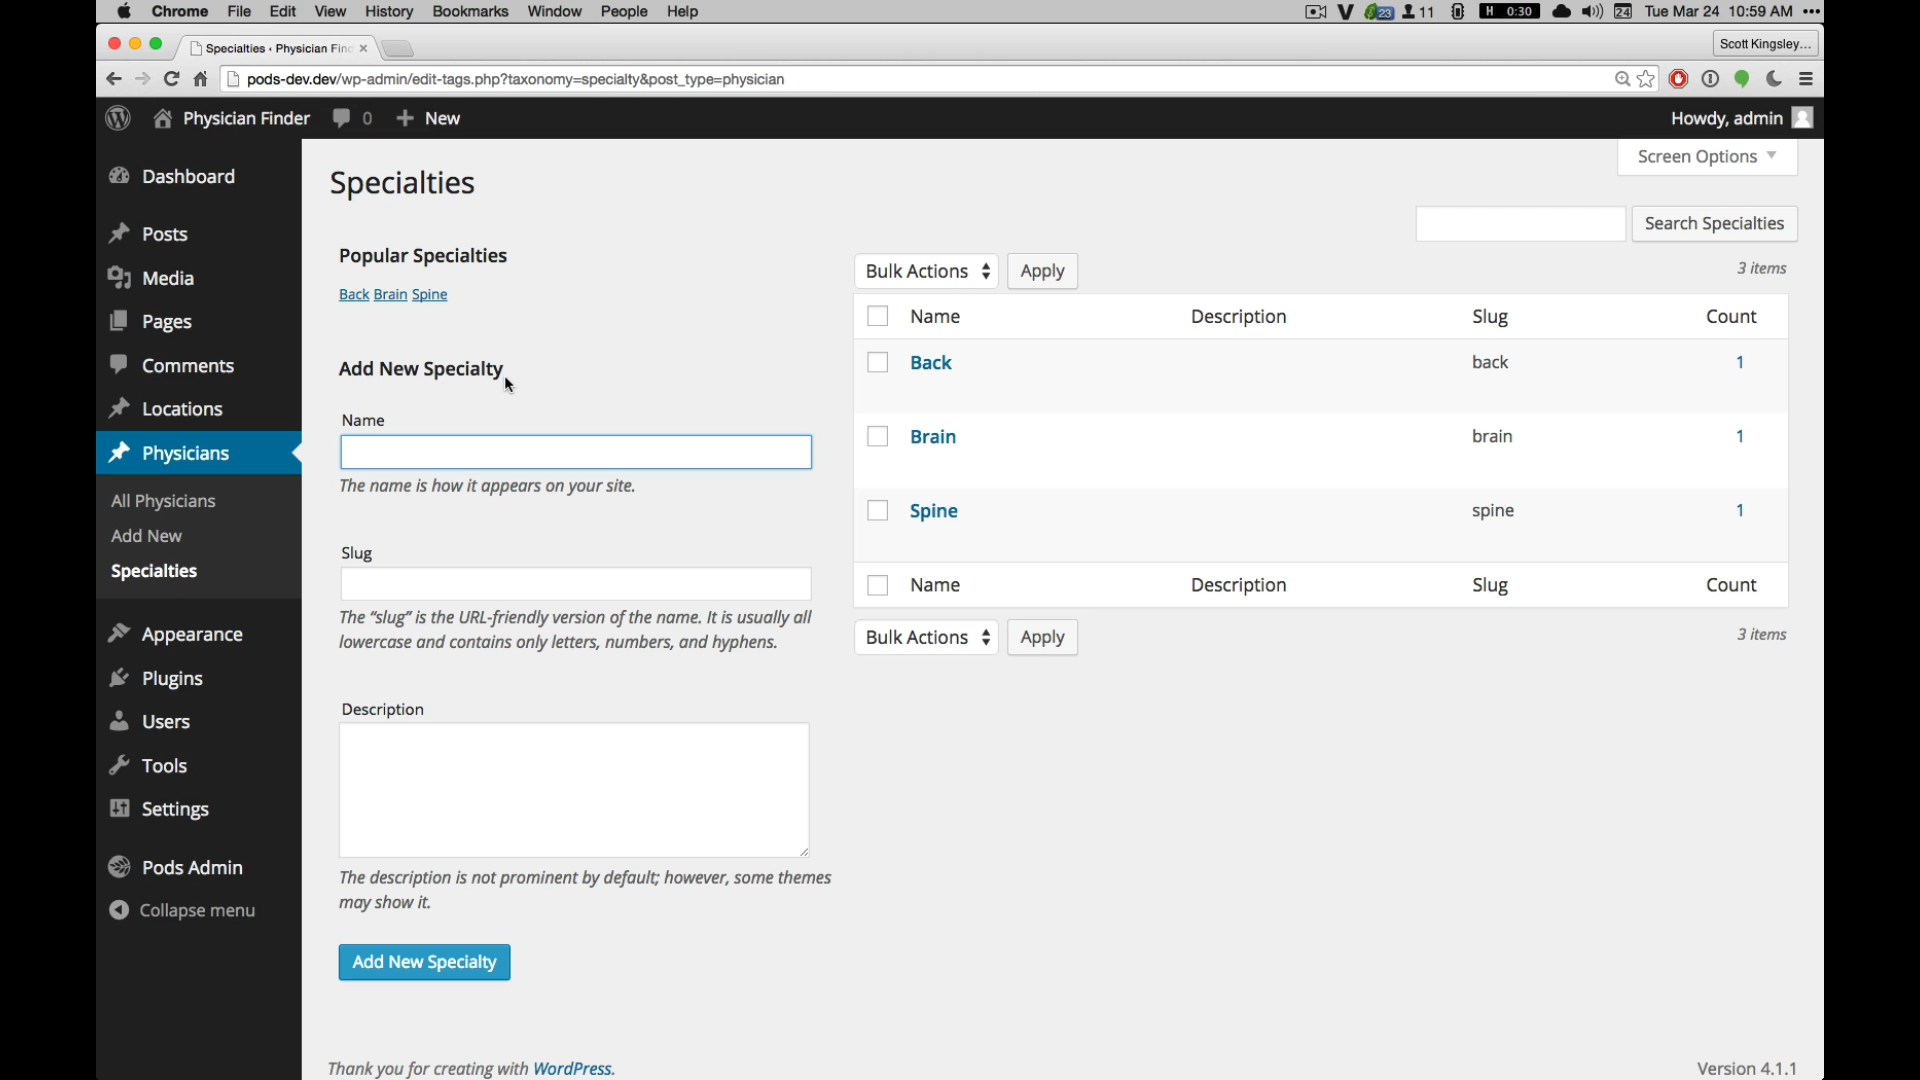 Chrome File Edit View History Bookmarks Window People Help
23 11 H 0:30 24 Tue Mar 24 10:59 AM
Specialties ‹ Physician Find
Scott Kingsley...
pods-dev.dev/wp-admin/edit-tags.php?taxonomy=specialty&post_type=physician
Physician Finder 0 New
Howdy, admin
Dashboard
Posts
Media
Pages
Comments
Locations
Physicians
All Physicians
Add New
Specialties
Appearance
Plugins
Users
Tools
Settings
Pods Admin
Collapse menu
Screen Options
Specialties
Search Specialties
Popular Specialties
Back Brain Spine
Add New Specialty
Name
The name is how it appears on your site.
Slug
The “slug” is the URL-friendly version of the name. It is usually all
lowercase and contains only letters, numbers, and hyphens.
Description
The description is not prominent by default; however, some themes
may show it.
Add New Specialty
Bulk Actions Apply
3 items
Name Description Slug Count
Back back 1
Brain brain 1
Spine spine 1
Name Description Slug Count
Bulk Actions Apply
3 items
Thank you for creating with WordPress.
Version 4.1.1